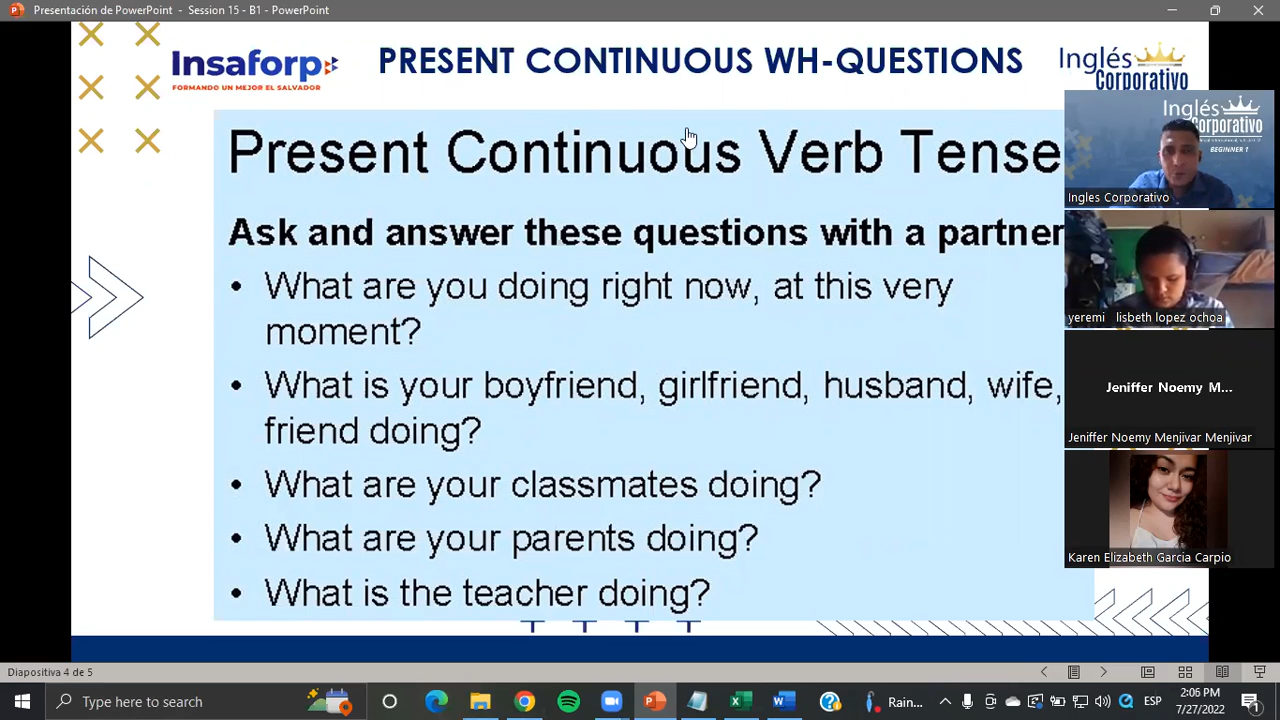 Presentación de PowerPoint - Session 15 - B1 - PowerPoint
Insaforp
FORMANDO UN MEJOR EL SALVADOR
PRESENT CONTINUOUS WH-QUESTIONS
Inglés
Corporativo
Present Continuous Verb Tense
Ask and answer these questions with a partner
• What are you doing right now, at this very
moment?
• What is your boyfriend, girlfriend, husband, wife,
friend doing?
• What are your classmates doing?
• What are your parents doing?
• What is the teacher doing?
Inglés
Corporativo
BEGINNER 1
Ingles Corporativo
yeremi lisbeth lopez ochoa
Jeniffer Noemy M...
Jeniffer Noemy Menjivar Menjivar
Karen Elizabeth Garcia Carpio
Diapositiva 4 de 5
Type here to search
Rain...
ESP
2:06 PM
7/27/2022